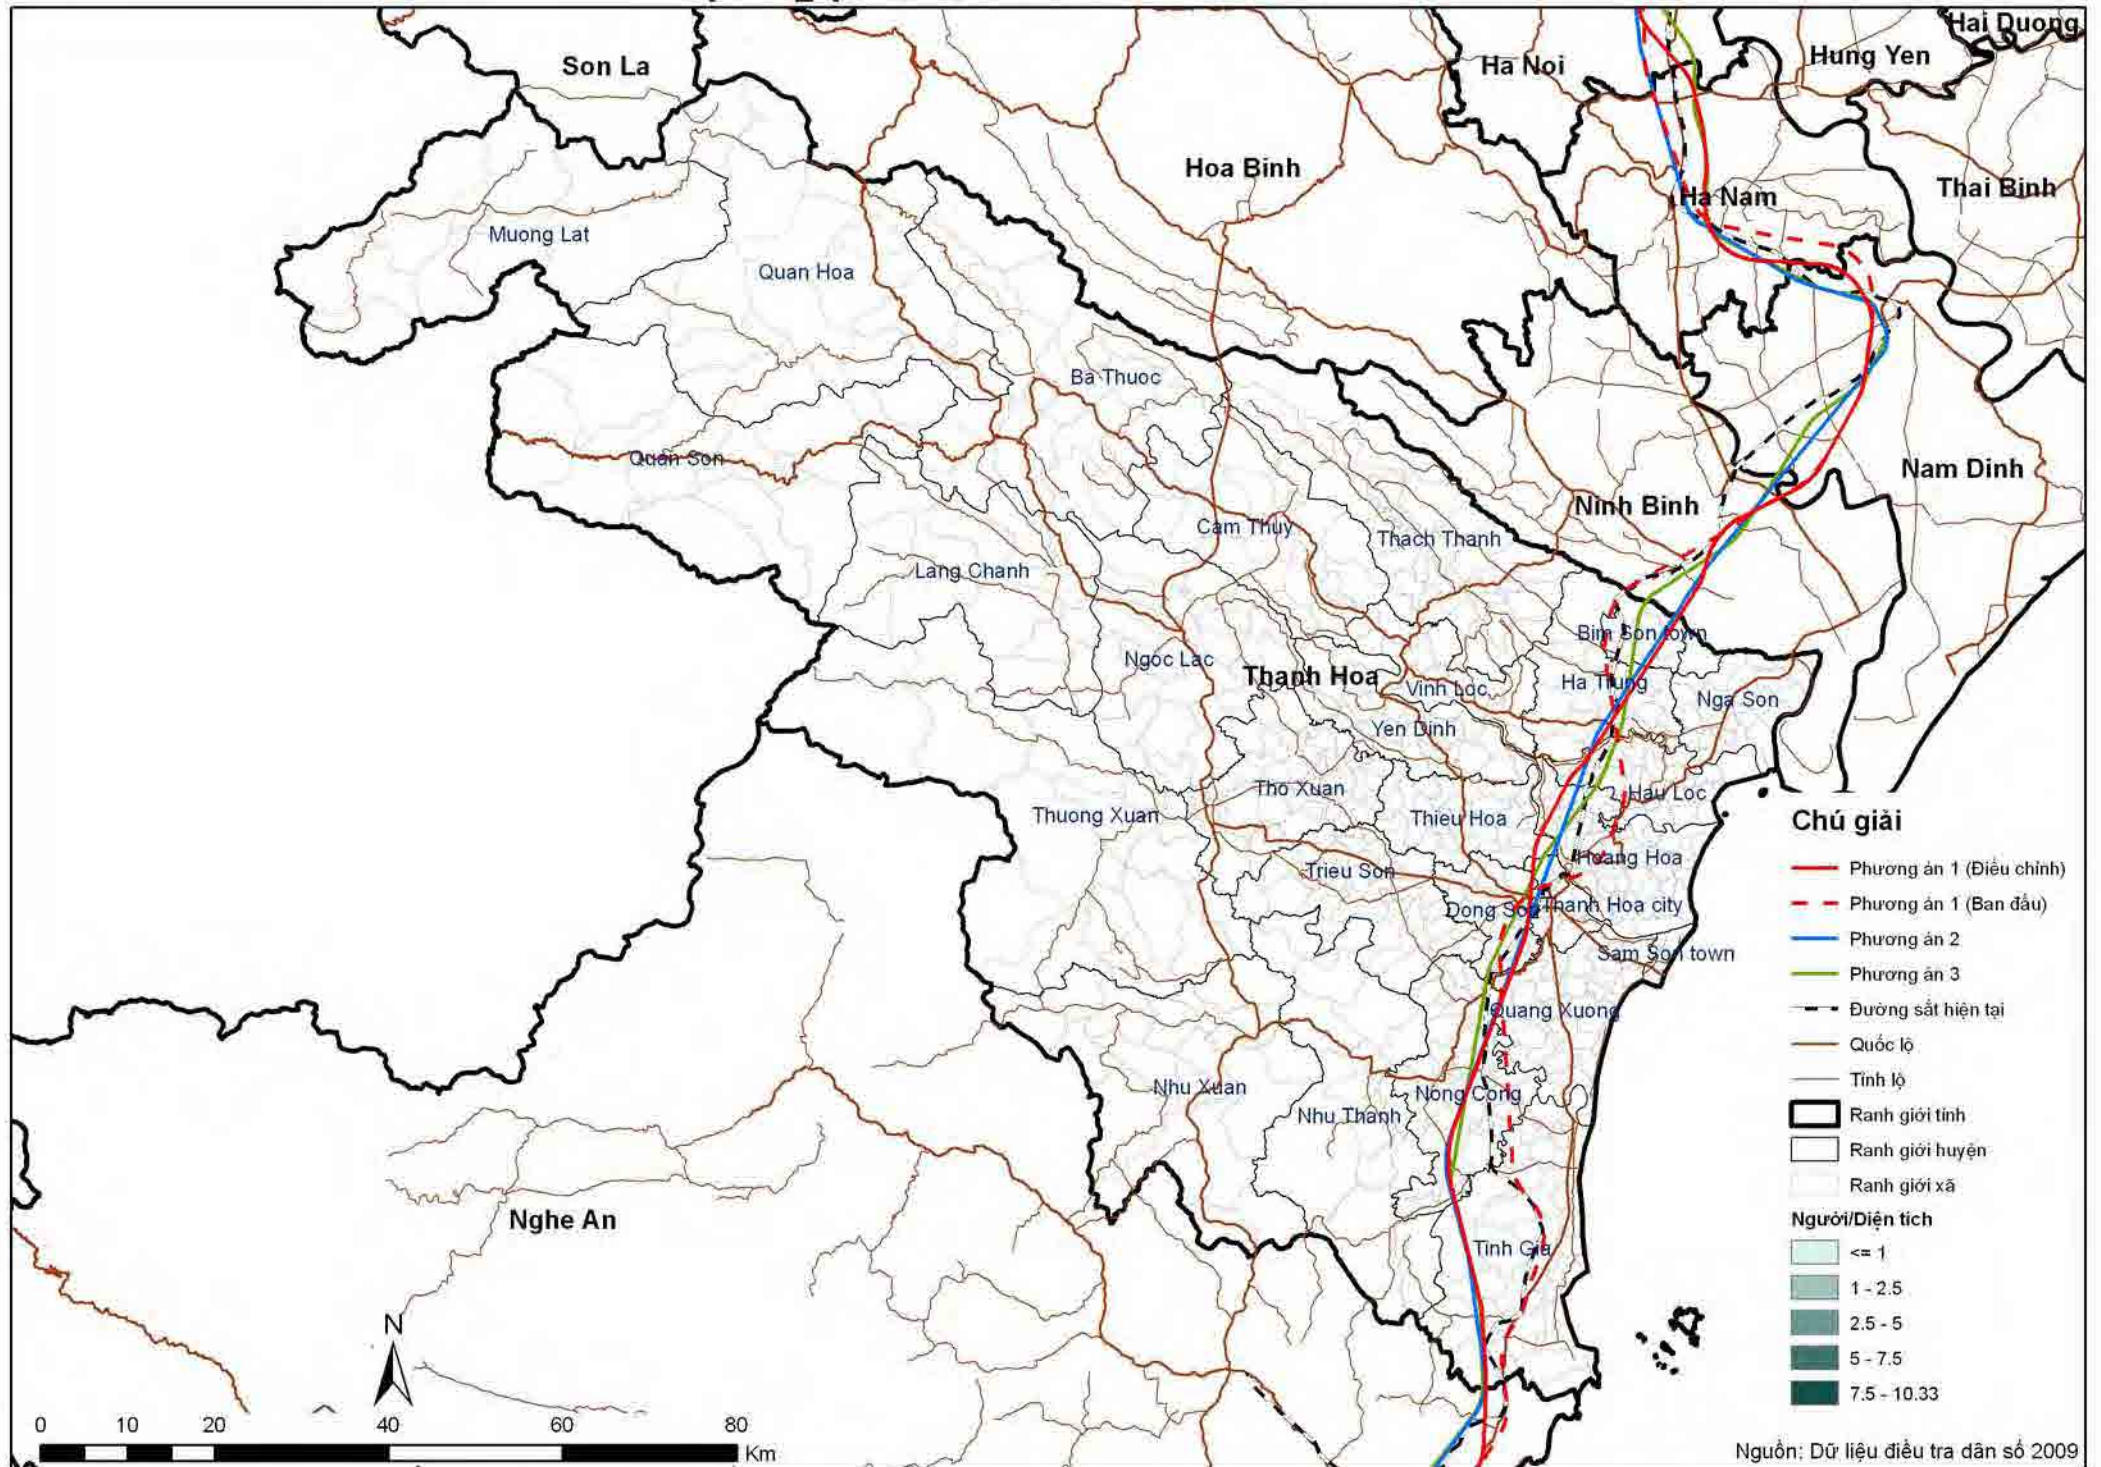 Hai Duong
Son La
Ha Noi
Hung Yen
Hoa Binh
Thai Binh
Ha Nam
Muong Lat
Quan Hoa
Ba Thuoc
Quan Son
Nam Dinh
Ninh Binh
Cam Thuy
Thach Thanh
Lang Chanh
Bim Son town
Ngoc Lac
Thanh Hoa
Vinh Loc
Ha Trung
Nga Son
Yen Dinh
Tho Xuan
Hau Loc
Thuong Xuan
Thieu Hoa
Hoang Hoa
Trieu Son
Dong Son
Thanh Hoa city
Sam Son town
Quang Xuong
Nhu Xuan
Nong Cong
Nhu Thanh
Nghe An
Tinh Gia
Chú giải
Phương án 1 (Điều chỉnh)
Phương án 1 (Ban đầu)
Phương án 2
Phương án 3
Đường sắt hiện tại
Quốc lộ
Tỉnh lộ
Ranh giới tỉnh
Ranh giới huyện
Ranh giới xã
Người/Diện tích
<= 1
1 - 2.5
2.5 - 5
5 - 7.5
7.5 - 10.33
N
0 10 20 40 60 80
Km
Nguồn: Dữ liệu điều tra dân số 2009